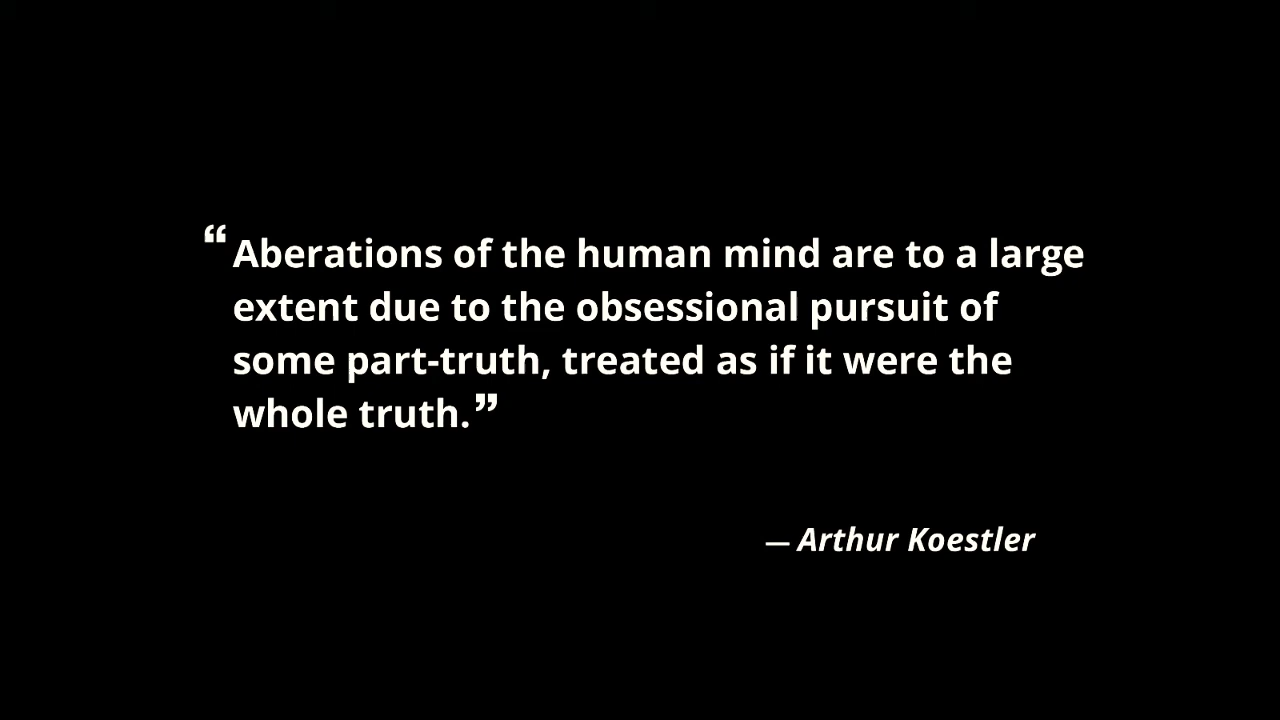 “Aberations of the human mind are to a large
extent due to the obsessional pursuit of
some part-truth, treated as if it were the
whole truth.”
— Arthur Koestler